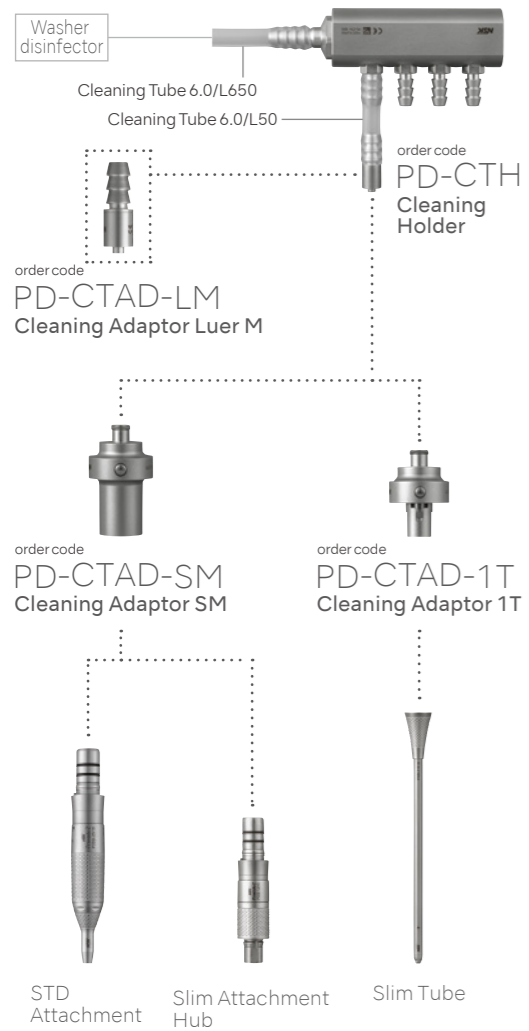 Washer
disinfector
NSK
Cleaning Tube 6.0/L650
Cleaning Tube 6.0/L50
order code
PD-CTH
Cleaning
Holder
order code
PD-CTAD-LM
Cleaning Adaptor Luer M
order code
PD-CTAD-SM
Cleaning Adaptor SM
order code
PD-CTAD-1T
Cleaning Adaptor 1T
STD
Attachment
Slim Attachment
Hub
Slim Tube